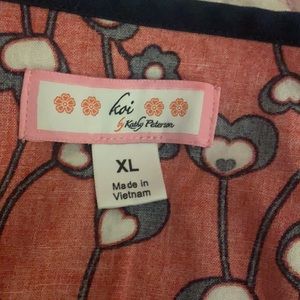 koi
by Kathy Peterson
XL
Made in
Vietnam